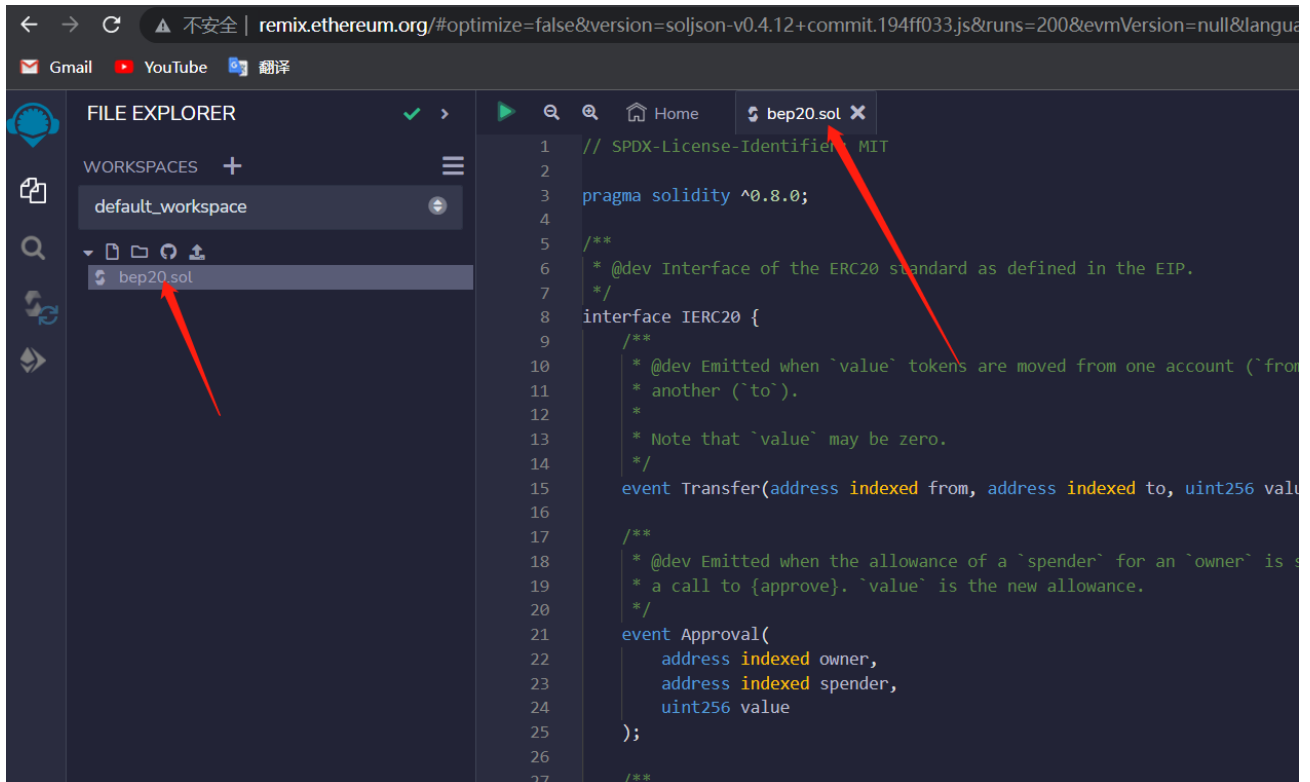 不安全 | remix.ethereum.org/#optimize=false&version=soljson-v0.4.12+commit.194ff033.js&runs=200&evmVersion=null&langua
Gmail YouTube 翻译
FILE EXPLORER
WORKSPACES
default_workspace
bep20.sol
Home bep20.sol
1 // SPDX-License-Identifier: MIT
2
3 pragma solidity ^0.8.0;
4
5 /**
6 * @dev Interface of the ERC20 standard as defined in the EIP.
7 */
8 interface IERC20 {
9 /**
10 * @dev Emitted when `value` tokens are moved from one account (`from
11 * another (`to`).
12 *
13 * Note that `value` may be zero.
14 */
15 event Transfer(address indexed from, address indexed to, uint256 valu
16
17 /**
18 * @dev Emitted when the allowance of a `spender` for an `owner` is s
19 * a call to {approve}. `value` is the new allowance.
20 */
21 event Approval(
22 address indexed owner,
23 address indexed spender,
24 uint256 value
25 );
26
27 /**